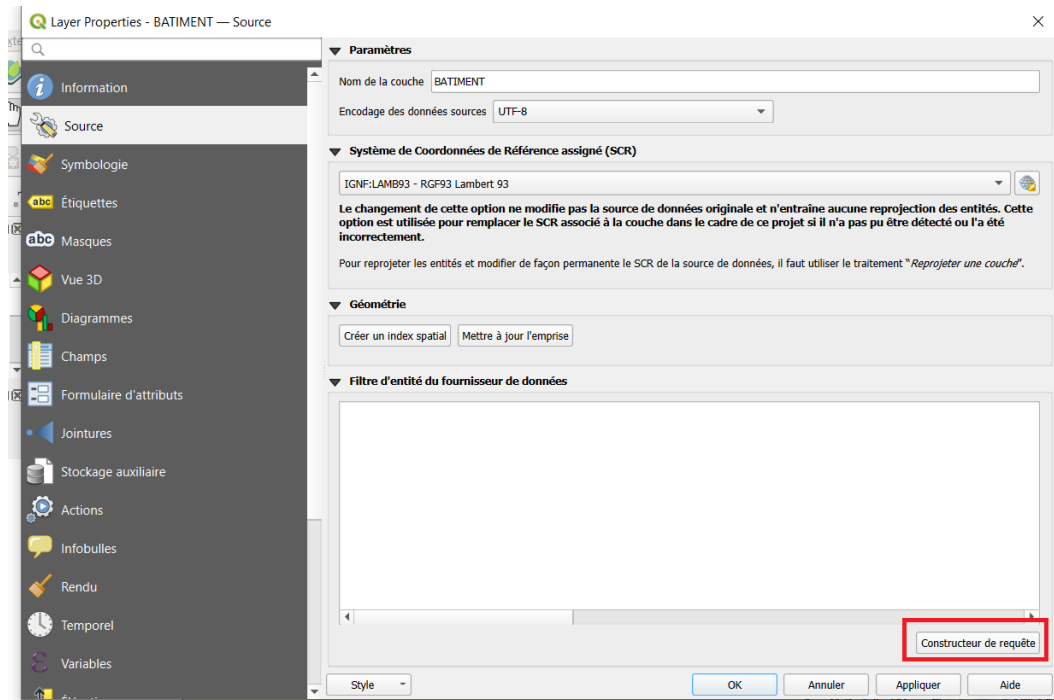 Layer Properties - BATIMENT — Source
Information
Source
Symbologie
abc Étiquettes
abc Masques
Vue 3D
Diagrammes
Champs
Formulaire d'attributs
Jointures
Stockage auxiliaire
Actions
Infobulles
Rendu
Temporel
Variables
Paramètres
Nom de la couche BATIMENT
Encodage des données sources UTF-8
Système de Coordonnées de Référence assigné (SCR)
IGNF:LAMB93 - RGF93 Lambert 93
Le changement de cette option ne modifie pas la source de données originale et n'entraîne aucune reprojection des entités. Cette
option est utilisée pour remplacer le SCR associé à la couche dans le cadre de ce projet si il n'a pas pu être détecté ou l'a été
incorrectement.
Pour reprojeter les entités et modifier de façon permanente le SCR de la source de données, il faut utiliser le traitement "Reprojeter une couche".
Géométrie
Créer un index spatial Mettre à jour l'emprise
Filtre d'entité du fournisseur de données
Constructeur de requête
Style OK Annuler Appliquer Aide